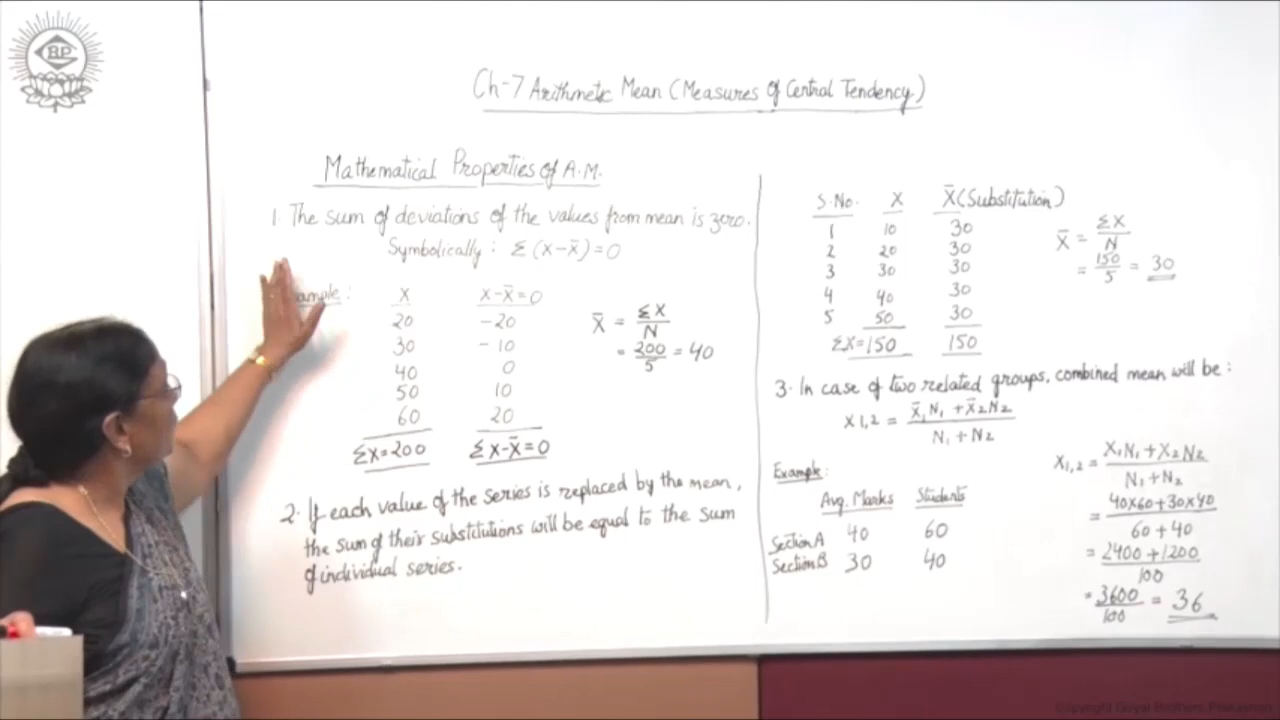 BP
Ch-7 Arithmetic Mean (Measures of Central Tendency)
Mathematical Properties of A.M.
1. The sum of deviations of the values from mean is zero.
Symbolically : Σ (X-X̄) = 0
ample :
X X-X̄=0
20 -20
30 -10
40 0
50 10
60 20
ΣX=200 ΣX-X̄=0
X̄ = ΣX/N
= 200/5 = 40
2. If each value of the series is replaced by the mean,
the sum of their substitutions will be equal to the sum
of individual series.
S.No. X X̄(Substitution)
1 10 30
2 20 30
3 30 30
4 40 30
5 50 30
ΣX=150 150
X̄ = ΣX/N
= 150/5 = 30
3. In case of two related groups, combined mean will be :
X1,2 = X̄1N1 + X̄2N2 / N1 + N2
Example:
Avg. Marks Students
Section A 40 60
Section B 30 40
X1,2 = X1N1 + X2N2 / N1 + N2
= 40x60+30x40 / 60+40
= 2400+1200 / 100
= 3600/100 = 36
Copyright Goyal Brothers Prakashan